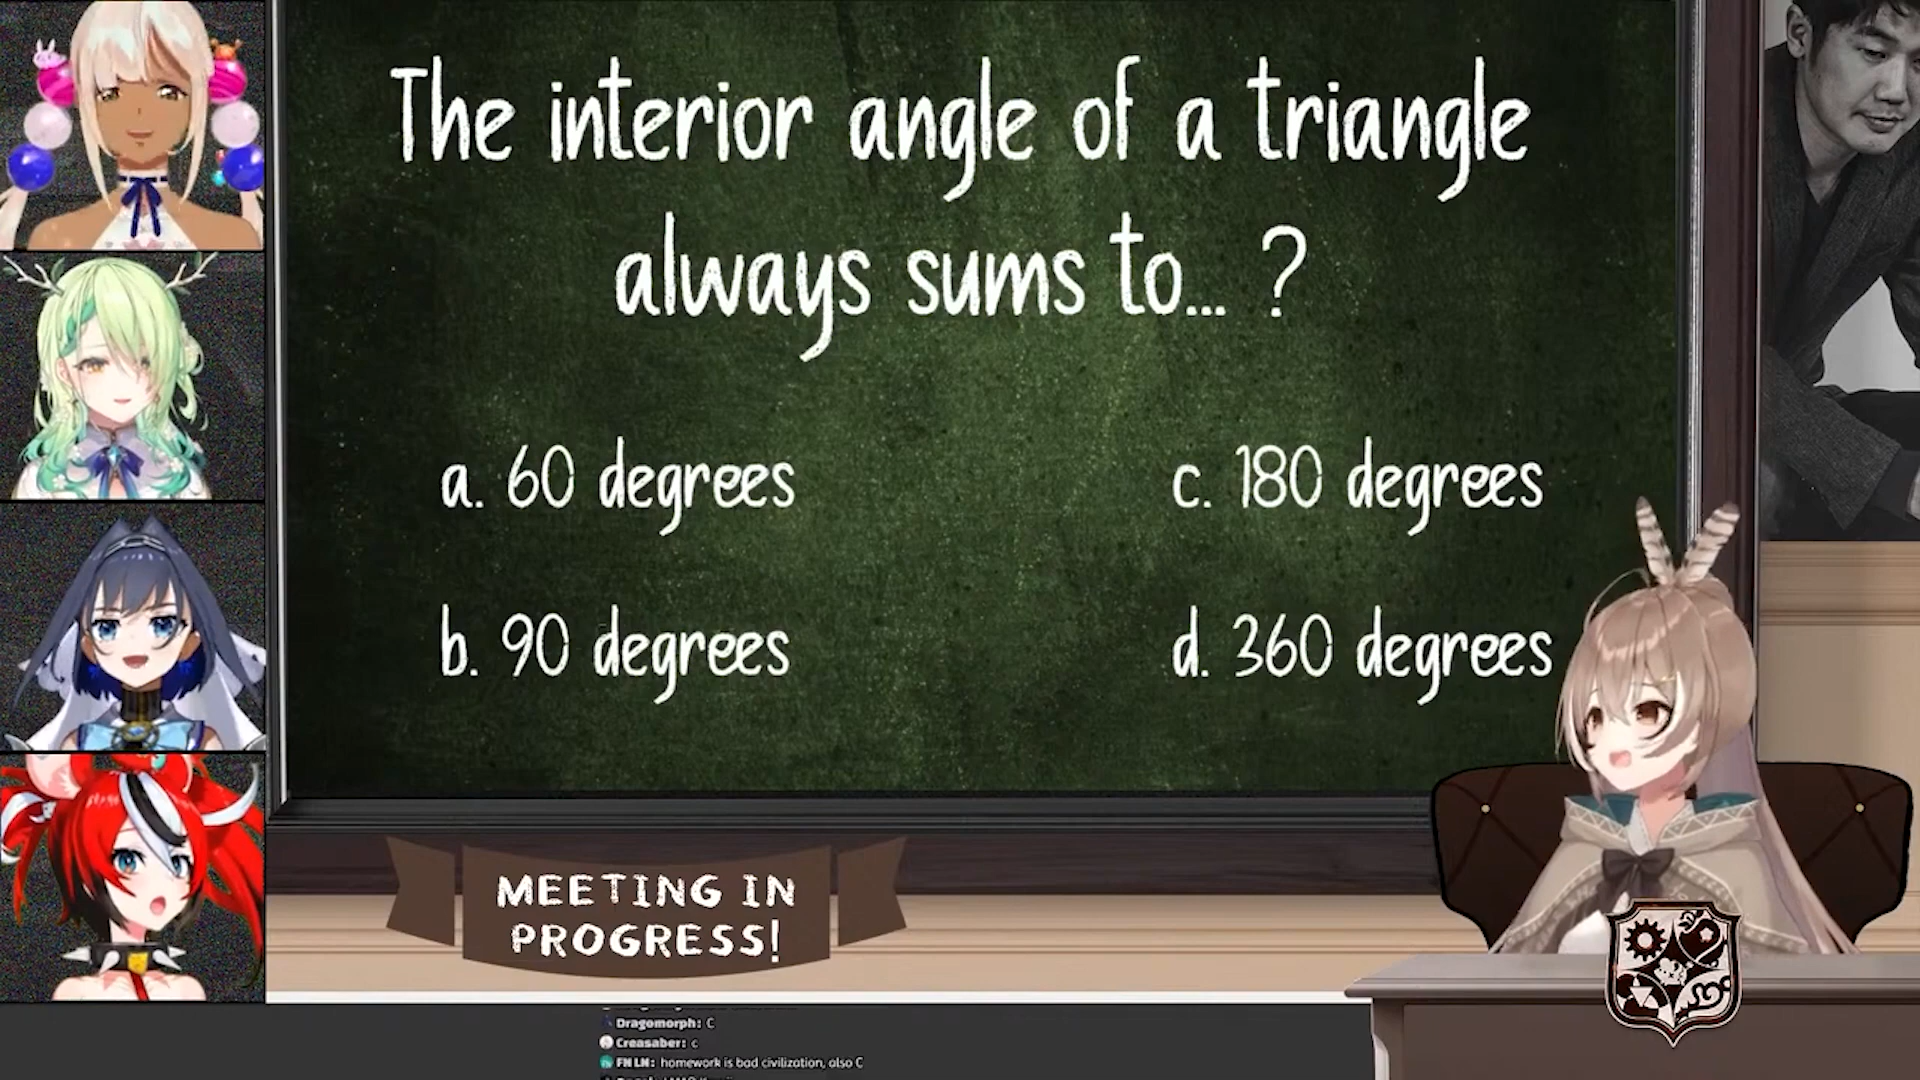 The interior angle of a triangle
always sums to... ?
a. 60 degrees
c. 180 degrees
b. 90 degrees
d. 360 degrees
MEETING IN
PROGRESS!
Dragomorph: C
Creasaber: c
FN LN: homework is bad civilization, also C